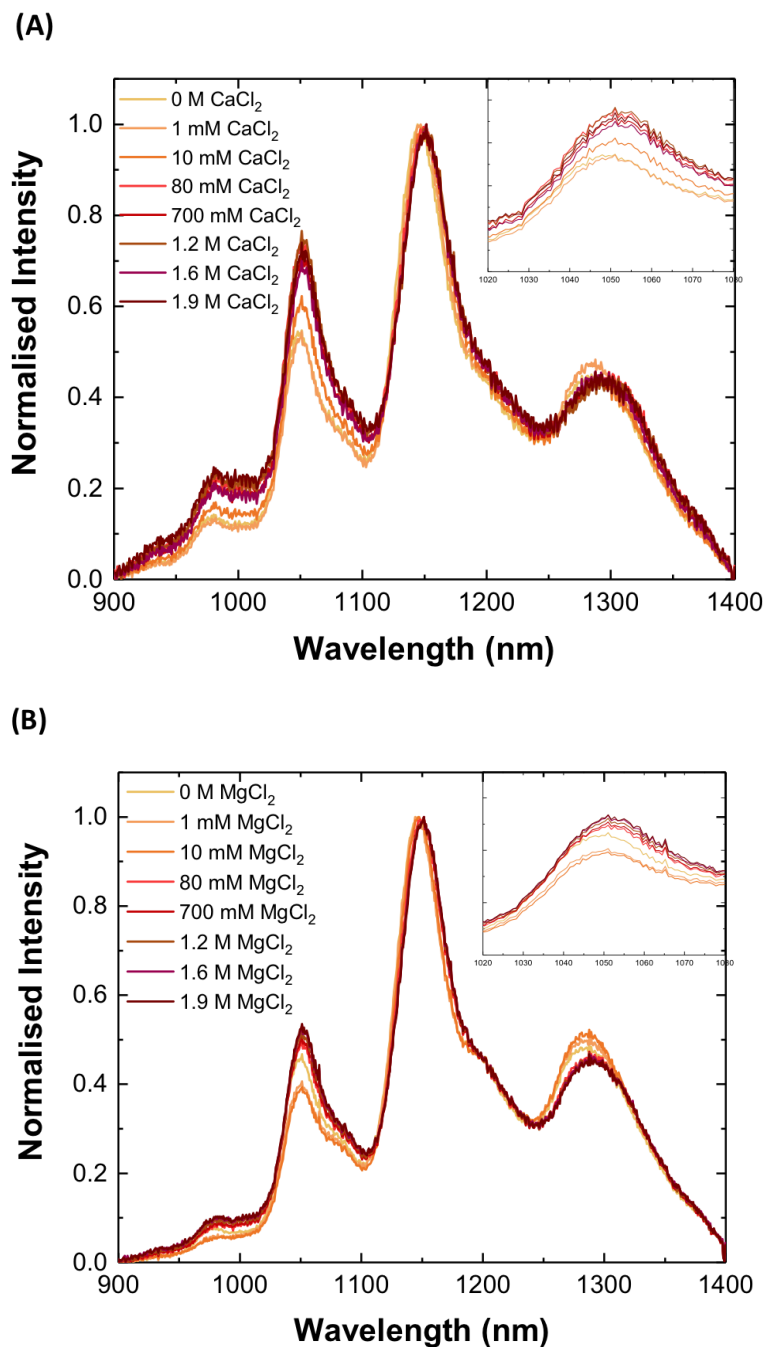 (A)
0 M CaCl₂
1 mM CaCl₂
10 mM CaCl₂
80 mM CaCl₂
700 mM CaCl₂
1.2 M CaCl₂
1.6 M CaCl₂
1.9 M CaCl₂
1020 1030 1040 1050 1060 1070 1080
1.0
0.8
0.6
0.4
0.2
0.0
Normalised Intensity
900 1000 1100 1200 1300 1400
Wavelength (nm)
(B)
0 M MgCl₂
1 mM MgCl₂
10 mM MgCl₂
80 mM MgCl₂
700 mM MgCl₂
1.2 M MgCl₂
1.6 M MgCl₂
1.9 M MgCl₂
1020 1030 1040 1050 1060 1070 1080
1.0
0.8
0.6
0.4
0.2
0.0
Normalised Intensity
900 1000 1100 1200 1300 1400
Wavelength (nm)